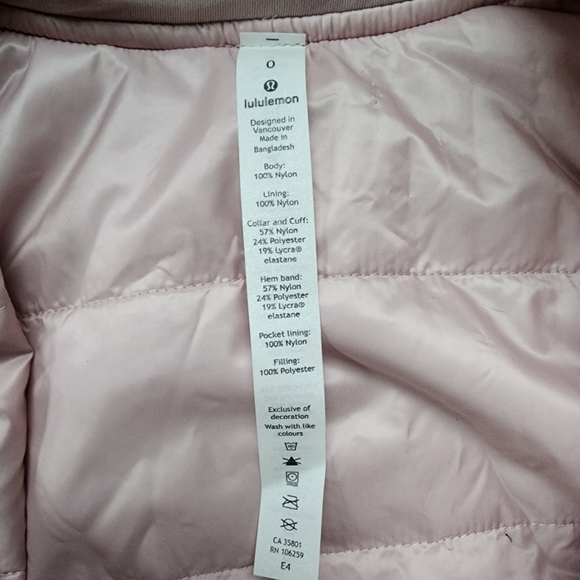 O
lululemon
Designed in
Vancouver
Made in
Bangladesh
Body:
100% Nylon
Lining:
100% Nylon
Collar and Cuff:
57% Nylon
24% Polyester
19% Lycra®
elastane
Hem band:
57% Nylon
24% Polyester
19% Lycra®
elastane
Pocket lining:
100% Nylon
Filling:
100% Polyester
Exclusive of
decoration
Wash with like
colours
CA 35801
RN 106259
E4